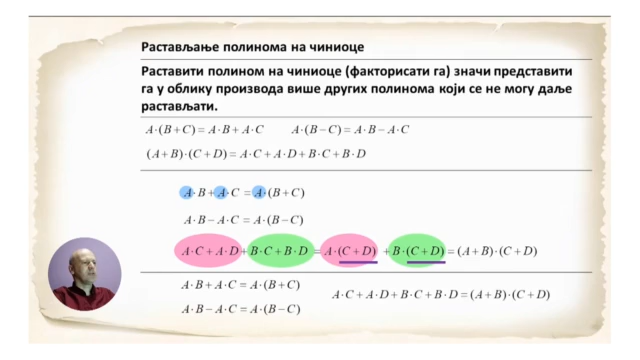 Растављање полинома на чиниоце
Раставити полином на чиниоце (факторисати га) значи представити
га у облику производа више других полинома који се не могу даље
растављати.
A·(B+C)=A·B+A·C A·(B−C)=A·B−A·C
(A+B)·(C+D)=A·C+A·D+B·C+B·D
A·B+A·C=A·(B+C)
A·B−A·C=A·(B−C)
A·C+A·D+B·C+B·D=A·(C+D)+B·(C+D)=(A+B)·(C+D)
A·B+A·C=A·(B+C)
A·C+A·D+B·C+B·D=(A+B)·(C+D)
A·B−A·C=A·(B−C)